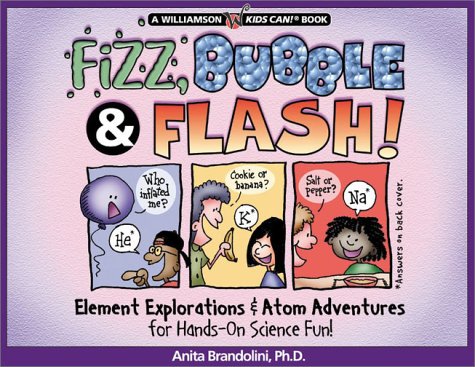 A WILLIAMSON KIDS CAN! BOOK
FiZZ, BUBBLE
& FLASH!
Who
inflated
me?
He*
Cookie or
banana?
K*
Salt or
pepper?
Na*
*Answers on back cover.
Element Explorations & Atom Adventures
for Hands-On Science Fun!
Anita Brandolini, Ph.D.